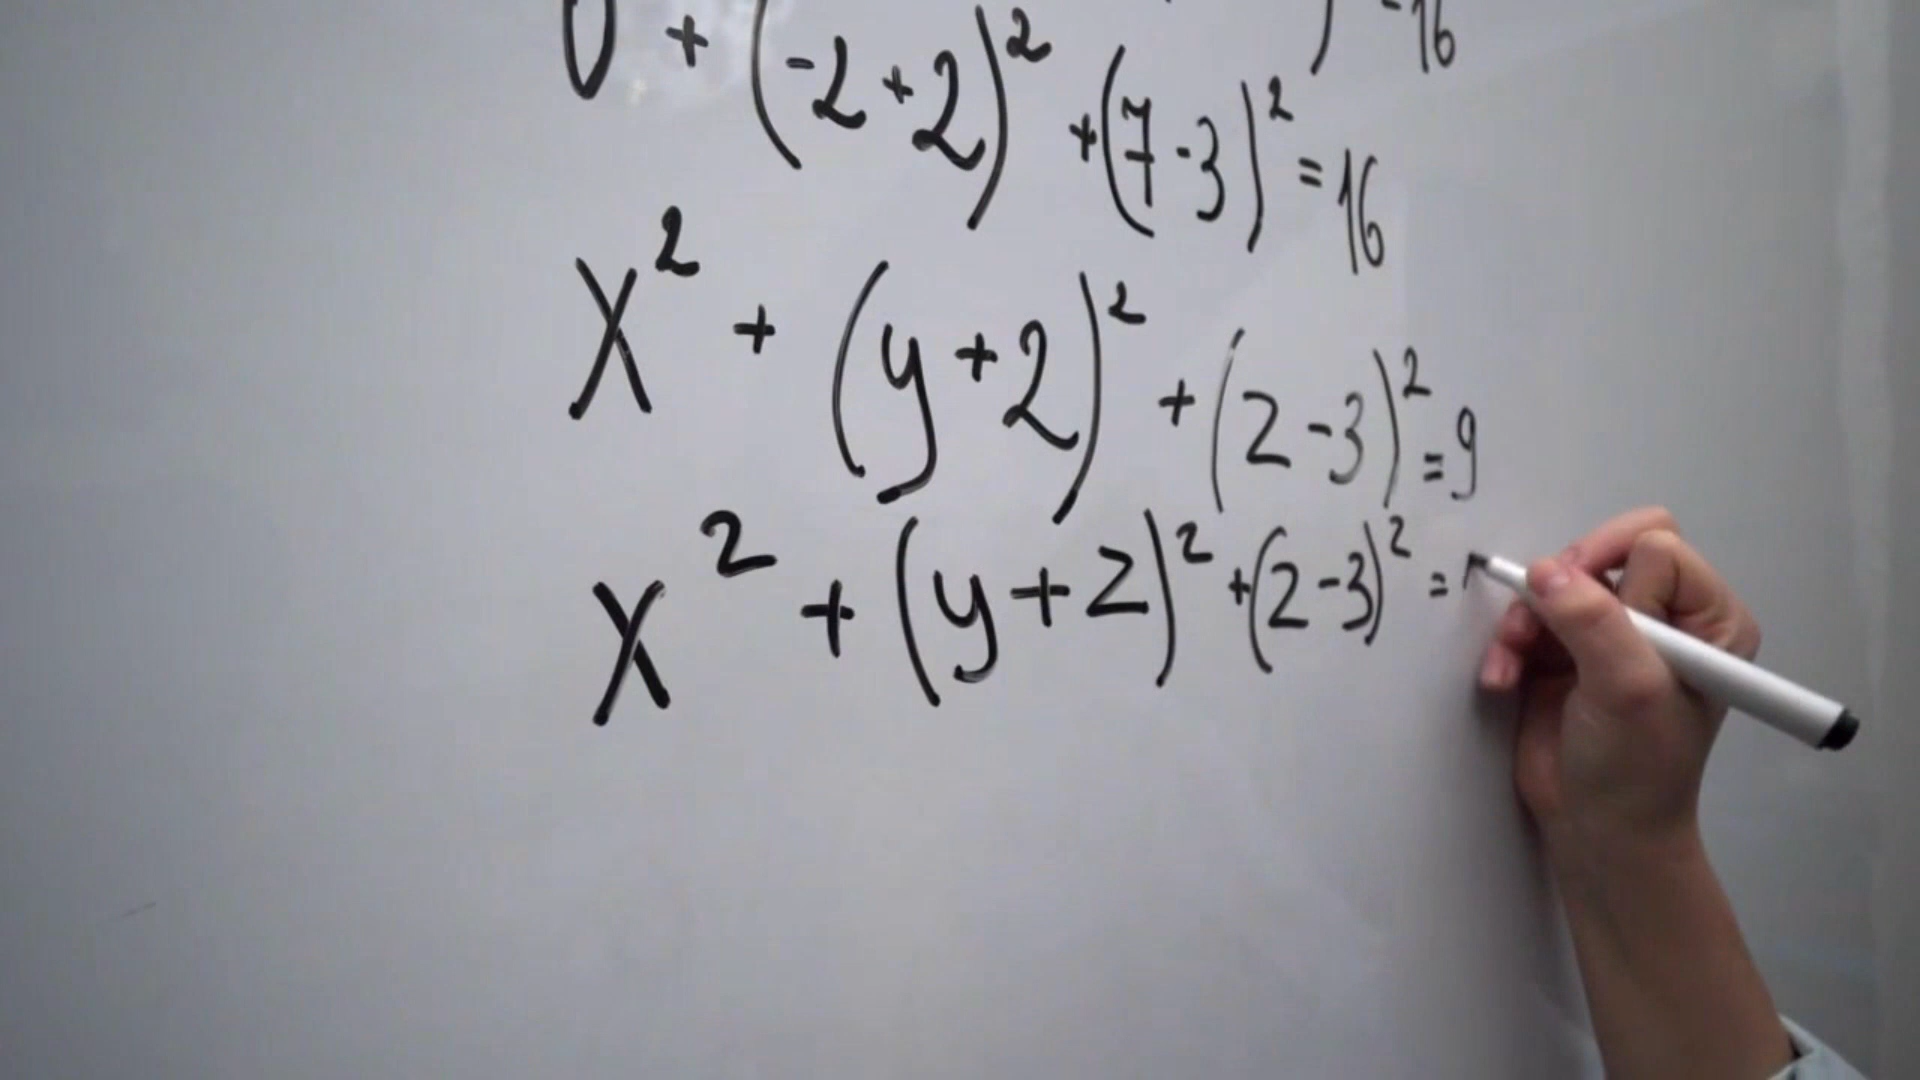 0 + (-2+2)² + (7-3)² = 16
x² + (y+2)² + (2-3)² = 9
x² + (y+2)² + (2-3)² =